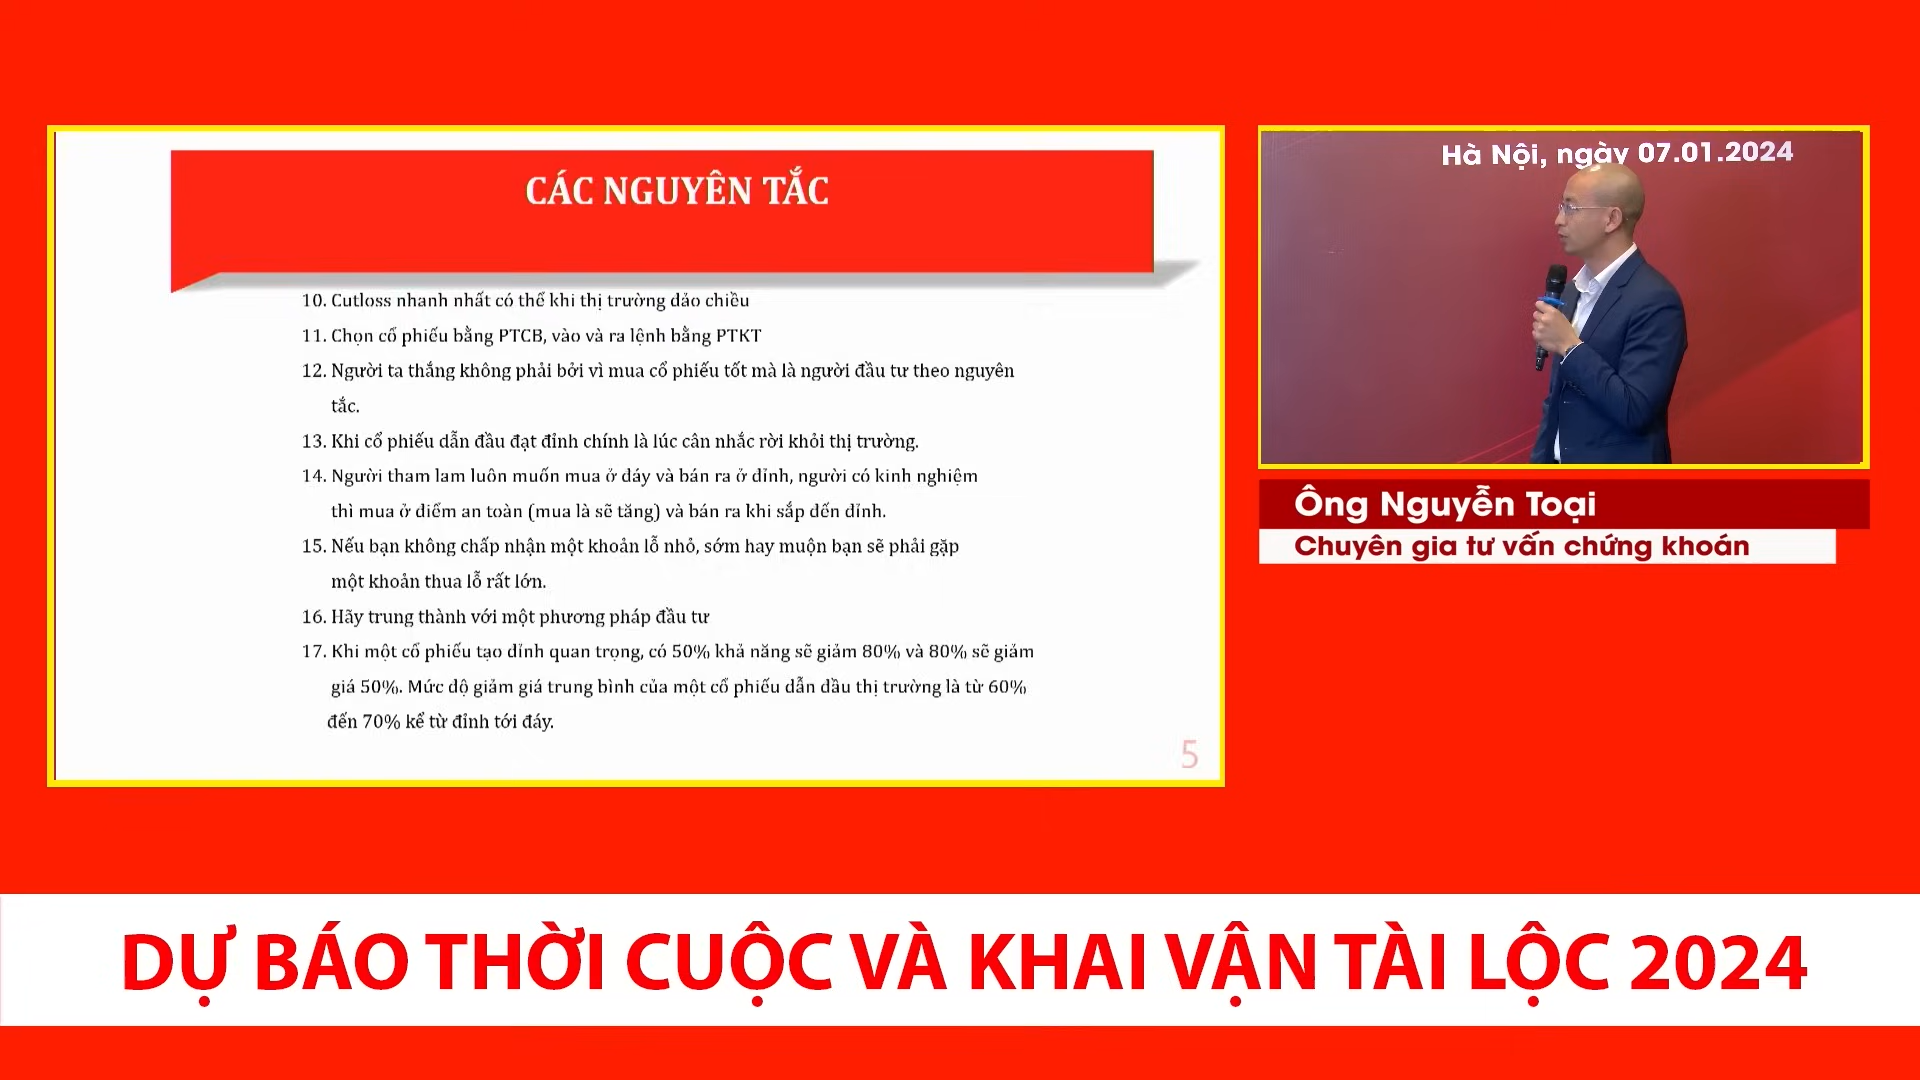 CÁC NGUYÊN TẮC
10. Cutloss nhanh nhất có thể khi thị trường đảo chiều
11. Chọn cổ phiếu bằng PTCB, vào và ra lệnh bằng PTKT
12. Người ta thắng không phải bởi vì mua cổ phiếu tốt mà là người đầu tư theo nguyên
tắc.
13. Khi cổ phiếu dẫn đầu đạt đỉnh chính là lúc cân nhắc rời khỏi thị trường.
14. Người tham lam luôn muốn mua ở đáy và bán ra ở đỉnh, người có kinh nghiệm
thì mua ở điểm an toàn (mua là sẽ tăng) và bán ra khi sắp đến đỉnh.
15. Nếu bạn không chấp nhận một khoản lỗ nhỏ, sớm hay muộn bạn sẽ phải gặp
một khoản thua lỗ rất lớn.
16. Hãy trung thành với một phương pháp đầu tư
17. Khi một cổ phiếu tạo đỉnh quan trọng, có 50% khả năng sẽ giảm 80% và 80% sẽ giảm
giá 50%. Mức độ giảm giá trung bình của một cổ phiếu dẫn đầu thị trường là từ 60%
đến 70% kể từ đỉnh tới đáy.
5
Hà Nội, ngày 07.01.2024
Ông Nguyễn Toại
Chuyên gia tư vấn chứng khoán
DỰ BÁO THỜI CUỘC VÀ KHAI VẬN TÀI LỘC 2024